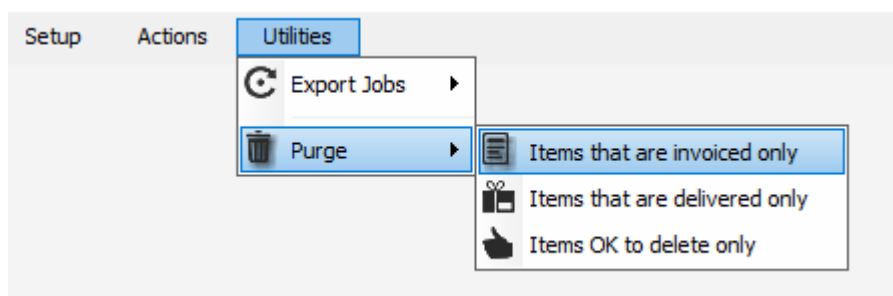 Setup Actions Utilities
Export Jobs
Purge
Items that are invoiced only
Items that are delivered only
Items OK to delete only